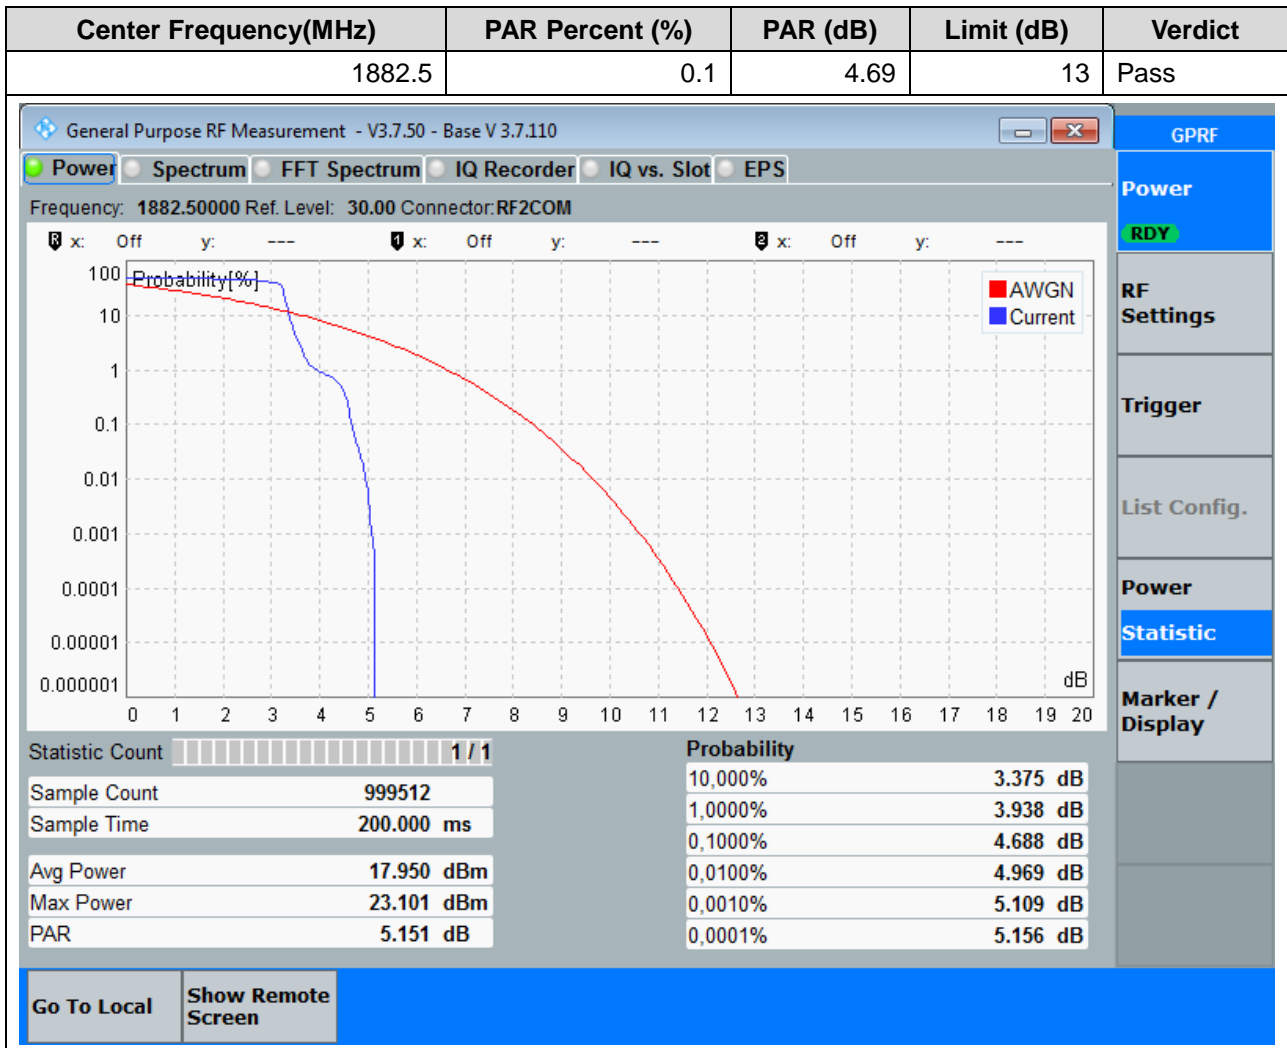 Center Frequency(MHz) PAR Percent (%) PAR (dB) Limit (dB) Verdict
1882.5 0.1 4.69 13 Pass
General Purpose RF Measurement - V3.7.50 - Base V 3.7.110
GPRF
Power Spectrum FFT Spectrum IQ Recorder IQ vs. Slot EPS
Frequency: 1882.50000 Ref. Level: 30.00 Connector:RF2COM
R x: Off y: --- 1 x: Off y: --- 2 x: Off y: ---
Probability[%]
100
10
1
0.1
0.01
0.001
0.0001
0.00001
0.000001
AWGN
Current
dB
0 1 2 3 4 5 6 7 8 9 10 11 12 13 14 15 16 17 18 19 20
Statistic Count 1 / 1
Sample Count 999512
Sample Time 200.000 ms
Avg Power 17.950 dBm
Max Power 23.101 dBm
PAR 5.151 dB
Probability
10,000% 3.375 dB
1,0000% 3.938 dB
0,1000% 4.688 dB
0,0100% 4.969 dB
0,0010% 5.109 dB
0,0001% 5.156 dB
Power
RDY
RF
Settings
Trigger
List Config.
Power
Statistic
Marker /
Display
Go To Local
Show Remote
Screen